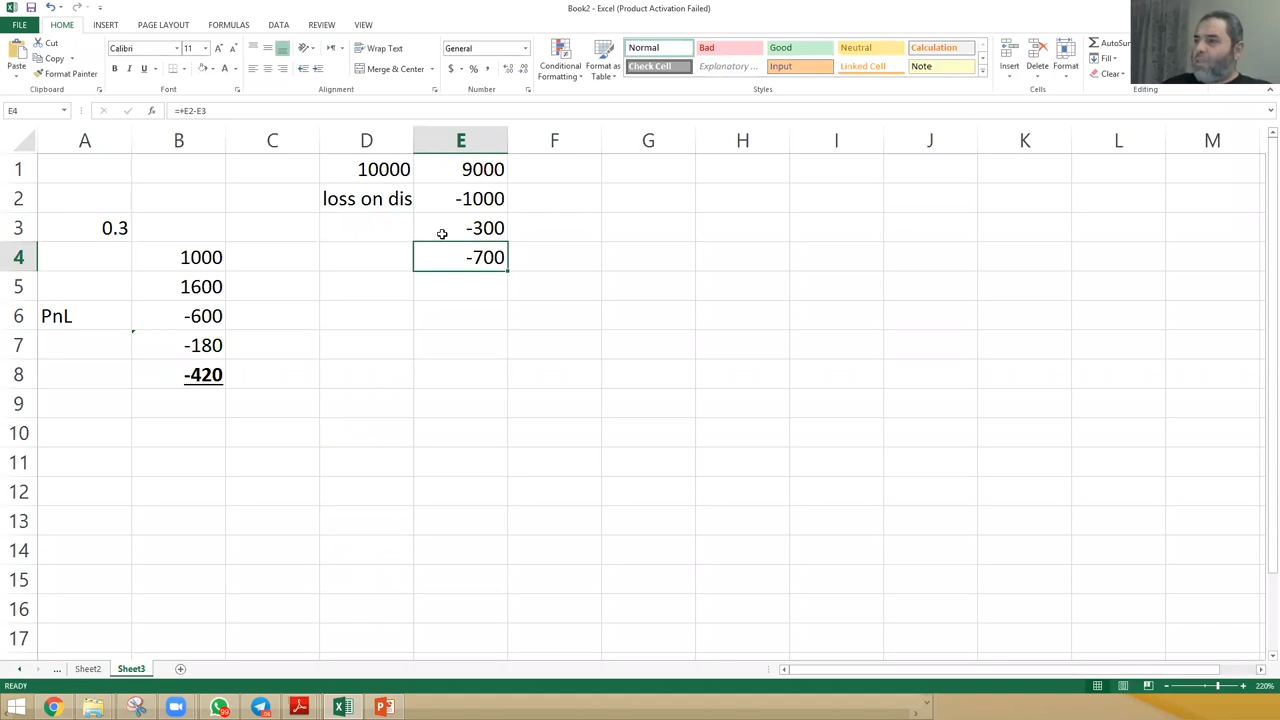 Book2 - Excel (Product Activation Failed)
FILE HOME INSERT PAGE LAYOUT FORMULAS DATA REVIEW VIEW
Paste
Cut
Copy
Format Painter
Clipboard
Calibri 11
B I U
Font
Wrap Text
Merge & Center
Alignment
General
$ % ,
Number
Conditional Formatting
Format as Table
Normal Bad Good Neutral Calculation
Check Cell Explanatory ... Input Linked Cell Note
Styles
Insert Delete Format
Cells
AutoSum
Fill
Clear
Editing
E4 fx =+E2-E3
A B C D E F G H I J K L M
1 10000 9000
2 loss on dis -1000
3 0.3 -300
4 1000 -700
5 1600
6 PnL -600
7 -180
8 -420
9
10
11
12
13
14
15
16
17
... Sheet2 Sheet3
READY 220%
99